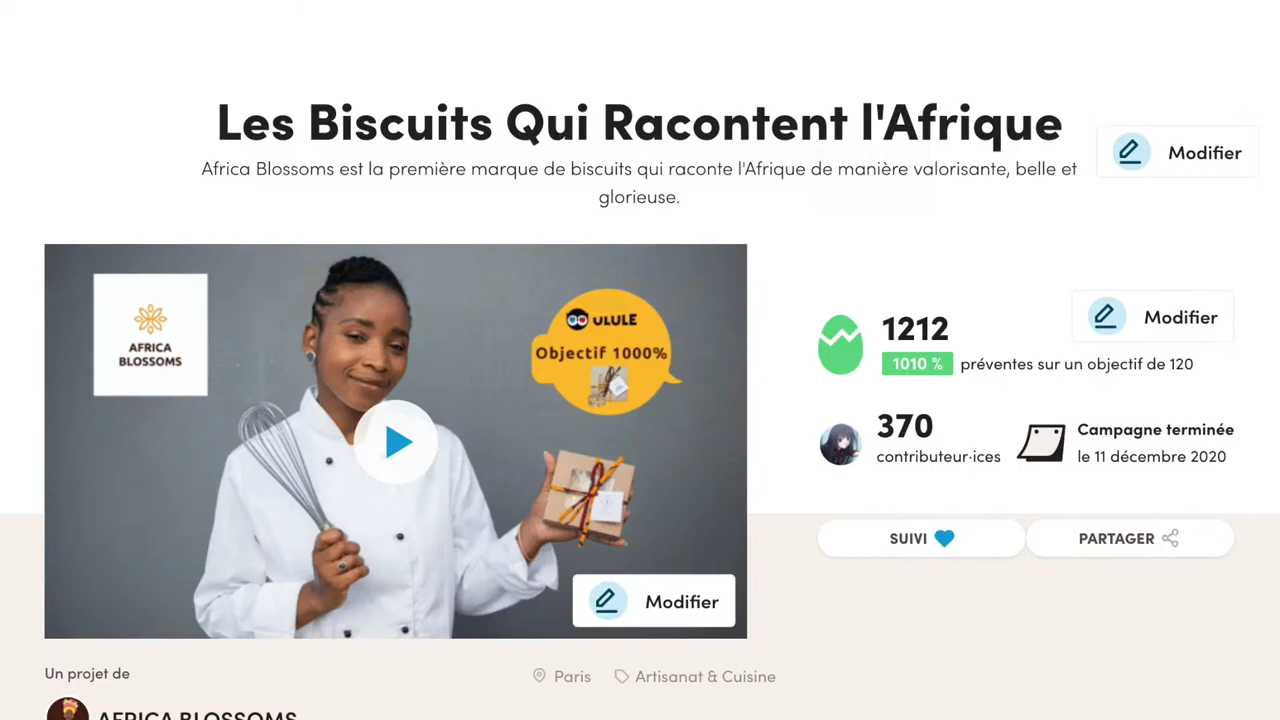 Les Biscuits Qui Racontent l'Afrique
Africa Blossoms est la première marque de biscuits qui raconte l'Afrique de manière valorisante, belle et
glorieuse.
Modifier
AFRICA
BLOSSOMS
ULULE
Objectif 1000%
Modifier
Modifier
1212
1010 % préventes sur un objectif de 120
370
contributeur·ices
Campagne terminée
le 11 décembre 2020
SUIVI
PARTAGER
Un projet de
Paris
Artisanat & Cuisine
AFRICA BLOSSOMS